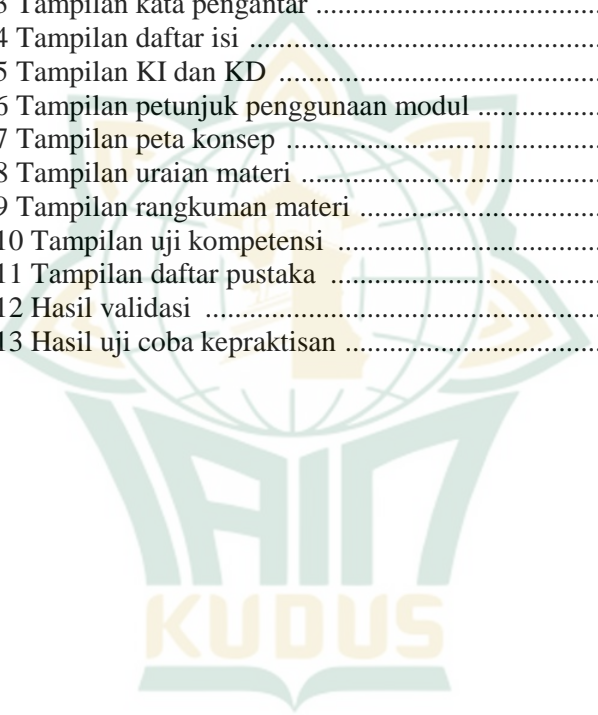 3 Tampilan kata pengantar ........................................
4 Tampilan daftar isi ..................................................
5 Tampilan KI dan KD ..............................................
6 Tampilan petunjuk penggunaan modul .................
7 Tampilan peta konsep .............................................
8 Tampilan uraian materi ...........................................
9 Tampilan rangkuman materi ..................................
10 Tampilan uji kompetensi .....................................
11 Tampilan daftar pustaka ......................................
12 Hasil validasi ........................................................
13 Hasil uji coba kepraktisan ....................................
IAIN
KUDUS